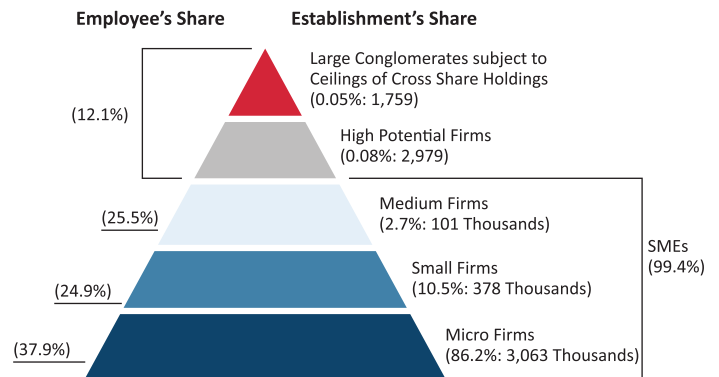 Employee’s Share
Establishment’s Share
Large Conglomerates subject to
Ceilings of Cross Share Holdings
(0.05%: 1,759)
(12.1%)
High Potential Firms
(0.08%: 2,979)
Medium Firms
(2.7%: 101 Thousands)
(25.5%)
SMEs
(99.4%)
Small Firms
(10.5%: 378 Thousands)
(24.9%)
Micro Firms
(86.2%: 3,063 Thousands)
(37.9%)